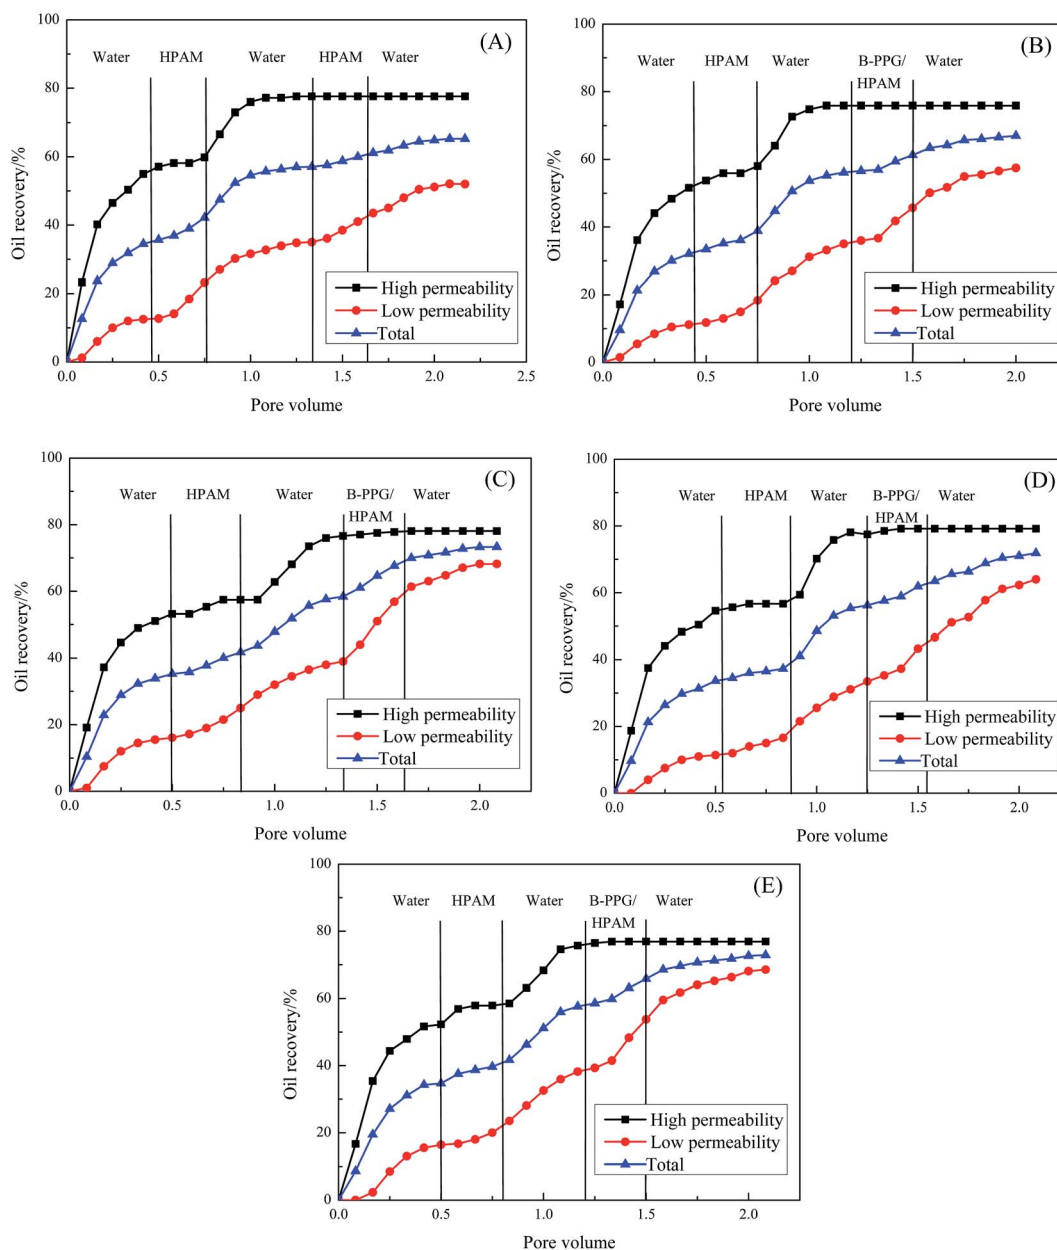 (A)
Water HPAM Water HPAM Water
100
80
60
40
20
0
Oil recovery/%
High permeability
Low permeability
Total
0.0 0.5 1.0 1.5 2.0 2.5
Pore volume
(B)
Water HPAM Water B-PPG/ Water
HPAM
100
80
60
40
20
0
Oil recovery/%
High permeability
Low permeability
Total
0.0 0.5 1.0 1.5 2.0
Pore volume
(C)
Water HPAM Water B-PPG/ Water
HPAM
100
80
60
40
20
0
Oil recovery/%
High permeability
Low permeability
Total
0.0 0.5 1.0 1.5 2.0
Pore volume
(D)
Water HPAM Water B-PPG/ Water
HPAM
100
80
60
40
20
0
Oil recovery/%
High permeability
Low permeability
Total
0.0 0.5 1.0 1.5 2.0
Pore volume
(E)
Water HPAM Water B-PPG/ Water
HPAM
100
80
60
40
20
0
Oil recovery/%
High permeability
Low permeability
Total
0.0 0.5 1.0 1.5 2.0
Pore volume